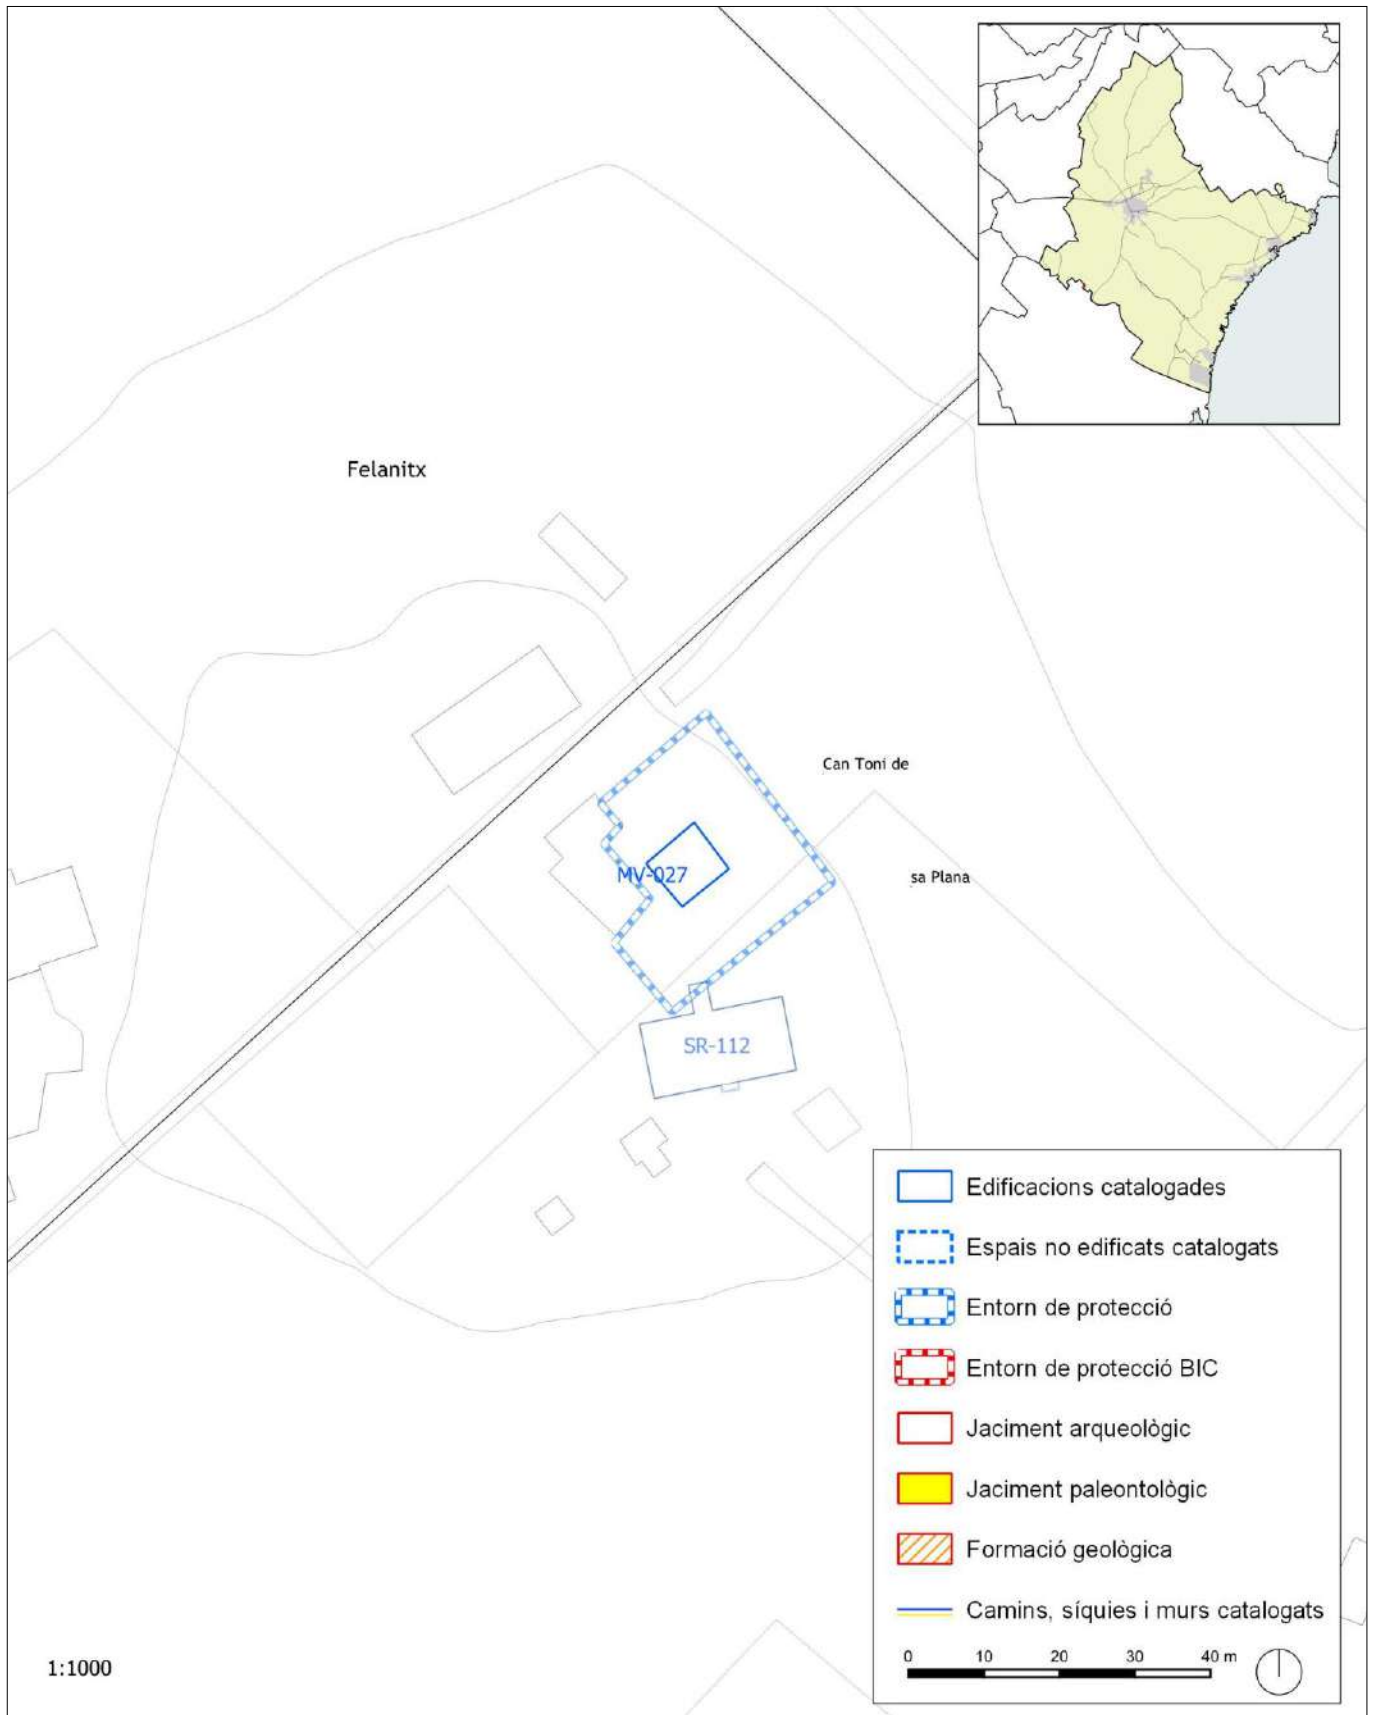 Felanitx
Can Toni de
sa Plana
MV-027
SR-112
Edificacions catalogades
Espais no edificats catalogats
Entorn de protecció
Entorn de protecció BIC
Jaciment arqueològic
Jaciment paleontològic
Formació geològica
Camins, síquies i murs catalogats
0 10 20 30 40 m
1:1000